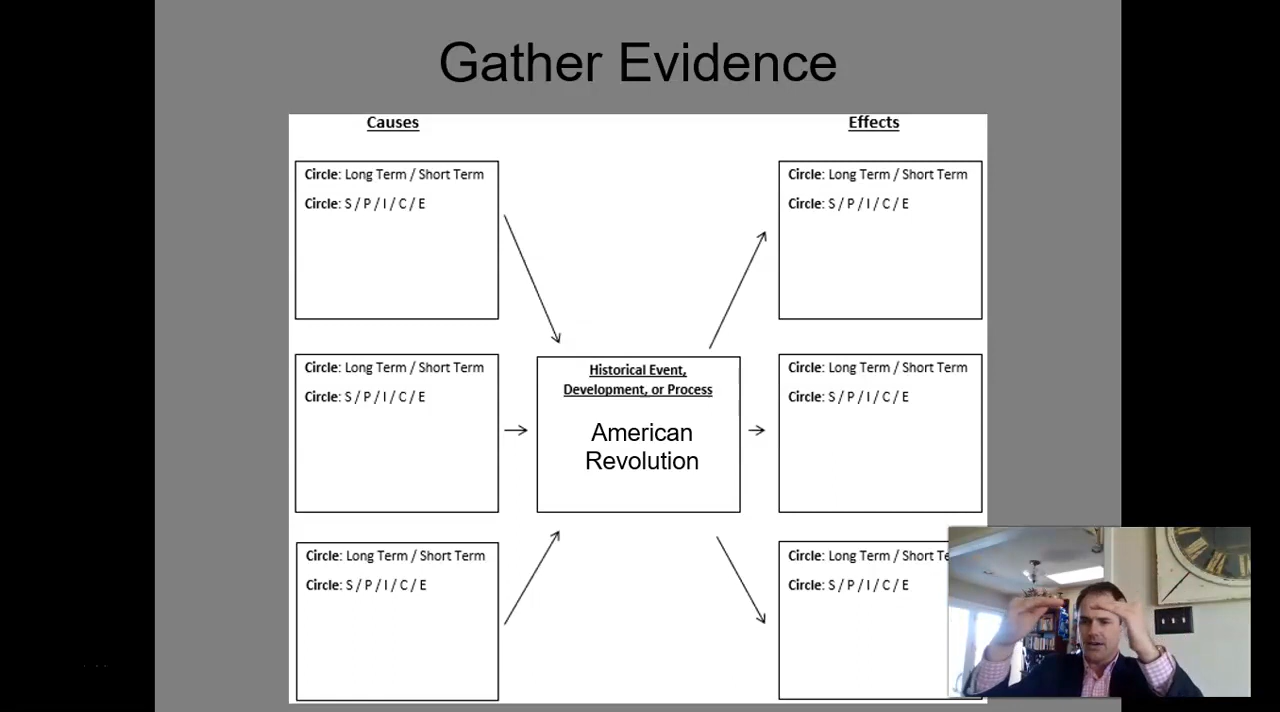 Gather Evidence
Causes
Effects
Circle: Long Term / Short Term
Circle: S / P / I / C / E
Circle: Long Term / Short Term
Circle: S / P / I / C / E
Circle: Long Term / Short Term
Circle: S / P / I / C / E
Historical Event,
Development, or Process
American
Revolution
Circle: Long Term / Short Term
Circle: S / P / I / C / E
Circle: Long Term / Short Term
Circle: S / P / I / C / E
Circle: Long Term / Short Te
Circle: S / P / I / C / E